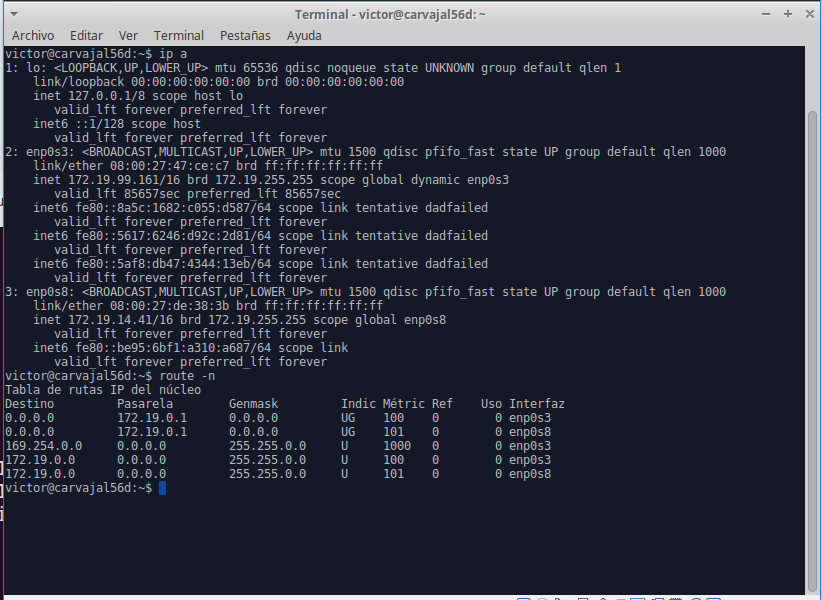 Terminal - victor@carvajal56d: ~
Archivo Editar Ver Terminal Pestañas Ayuda
victor@carvajal56d:~$ ip a
1: lo: <LOOPBACK,UP,LOWER_UP> mtu 65536 qdisc noqueue state UNKNOWN group default qlen 1
    link/loopback 00:00:00:00:00:00 brd 00:00:00:00:00:00
    inet 127.0.0.1/8 scope host lo
       valid_lft forever preferred_lft forever
    inet6 ::1/128 scope host
       valid_lft forever preferred_lft forever
2: enp0s3: <BROADCAST,MULTICAST,UP,LOWER_UP> mtu 1500 qdisc pfifo_fast state UP group default qlen 1000
    link/ether 08:00:27:47:ce:c7 brd ff:ff:ff:ff:ff:ff
    inet 172.19.99.161/16 brd 172.19.255.255 scope global dynamic enp0s3
       valid_lft 85657sec preferred_lft 85657sec
    inet6 fe80::8a5c:1682:c055:d587/64 scope link tentative dadfailed
       valid_lft forever preferred_lft forever
    inet6 fe80::5617:6246:d92c:2d81/64 scope link tentative dadfailed
       valid_lft forever preferred_lft forever
    inet6 fe80::5af8:db47:4344:13eb/64 scope link tentative dadfailed
       valid_lft forever preferred_lft forever
3: enp0s8: <BROADCAST,MULTICAST,UP,LOWER_UP> mtu 1500 qdisc pfifo_fast state UP group default qlen 1000
    link/ether 08:00:27:de:38:3b brd ff:ff:ff:ff:ff:ff
    inet 172.19.14.41/16 brd 172.19.255.255 scope global enp0s8
       valid_lft forever preferred_lft forever
    inet6 fe80::be95:6bf1:a310:a687/64 scope link
       valid_lft forever preferred_lft forever
victor@carvajal56d:~$ route -n
Tabla de rutas IP del núcleo
Destino         Pasarela        Genmask         Indic Métric Ref    Uso Interfaz
0.0.0.0         172.19.0.1      0.0.0.0         UG    100    0        0 enp0s3
0.0.0.0         172.19.0.1      0.0.0.0         UG    101    0        0 enp0s8
169.254.0.0     0.0.0.0         255.255.0.0     U     1000   0        0 enp0s3
172.19.0.0      0.0.0.0         255.255.0.0     U     100    0        0 enp0s3
172.19.0.0      0.0.0.0         255.255.0.0     U     101    0        0 enp0s8
victor@carvajal56d:~$